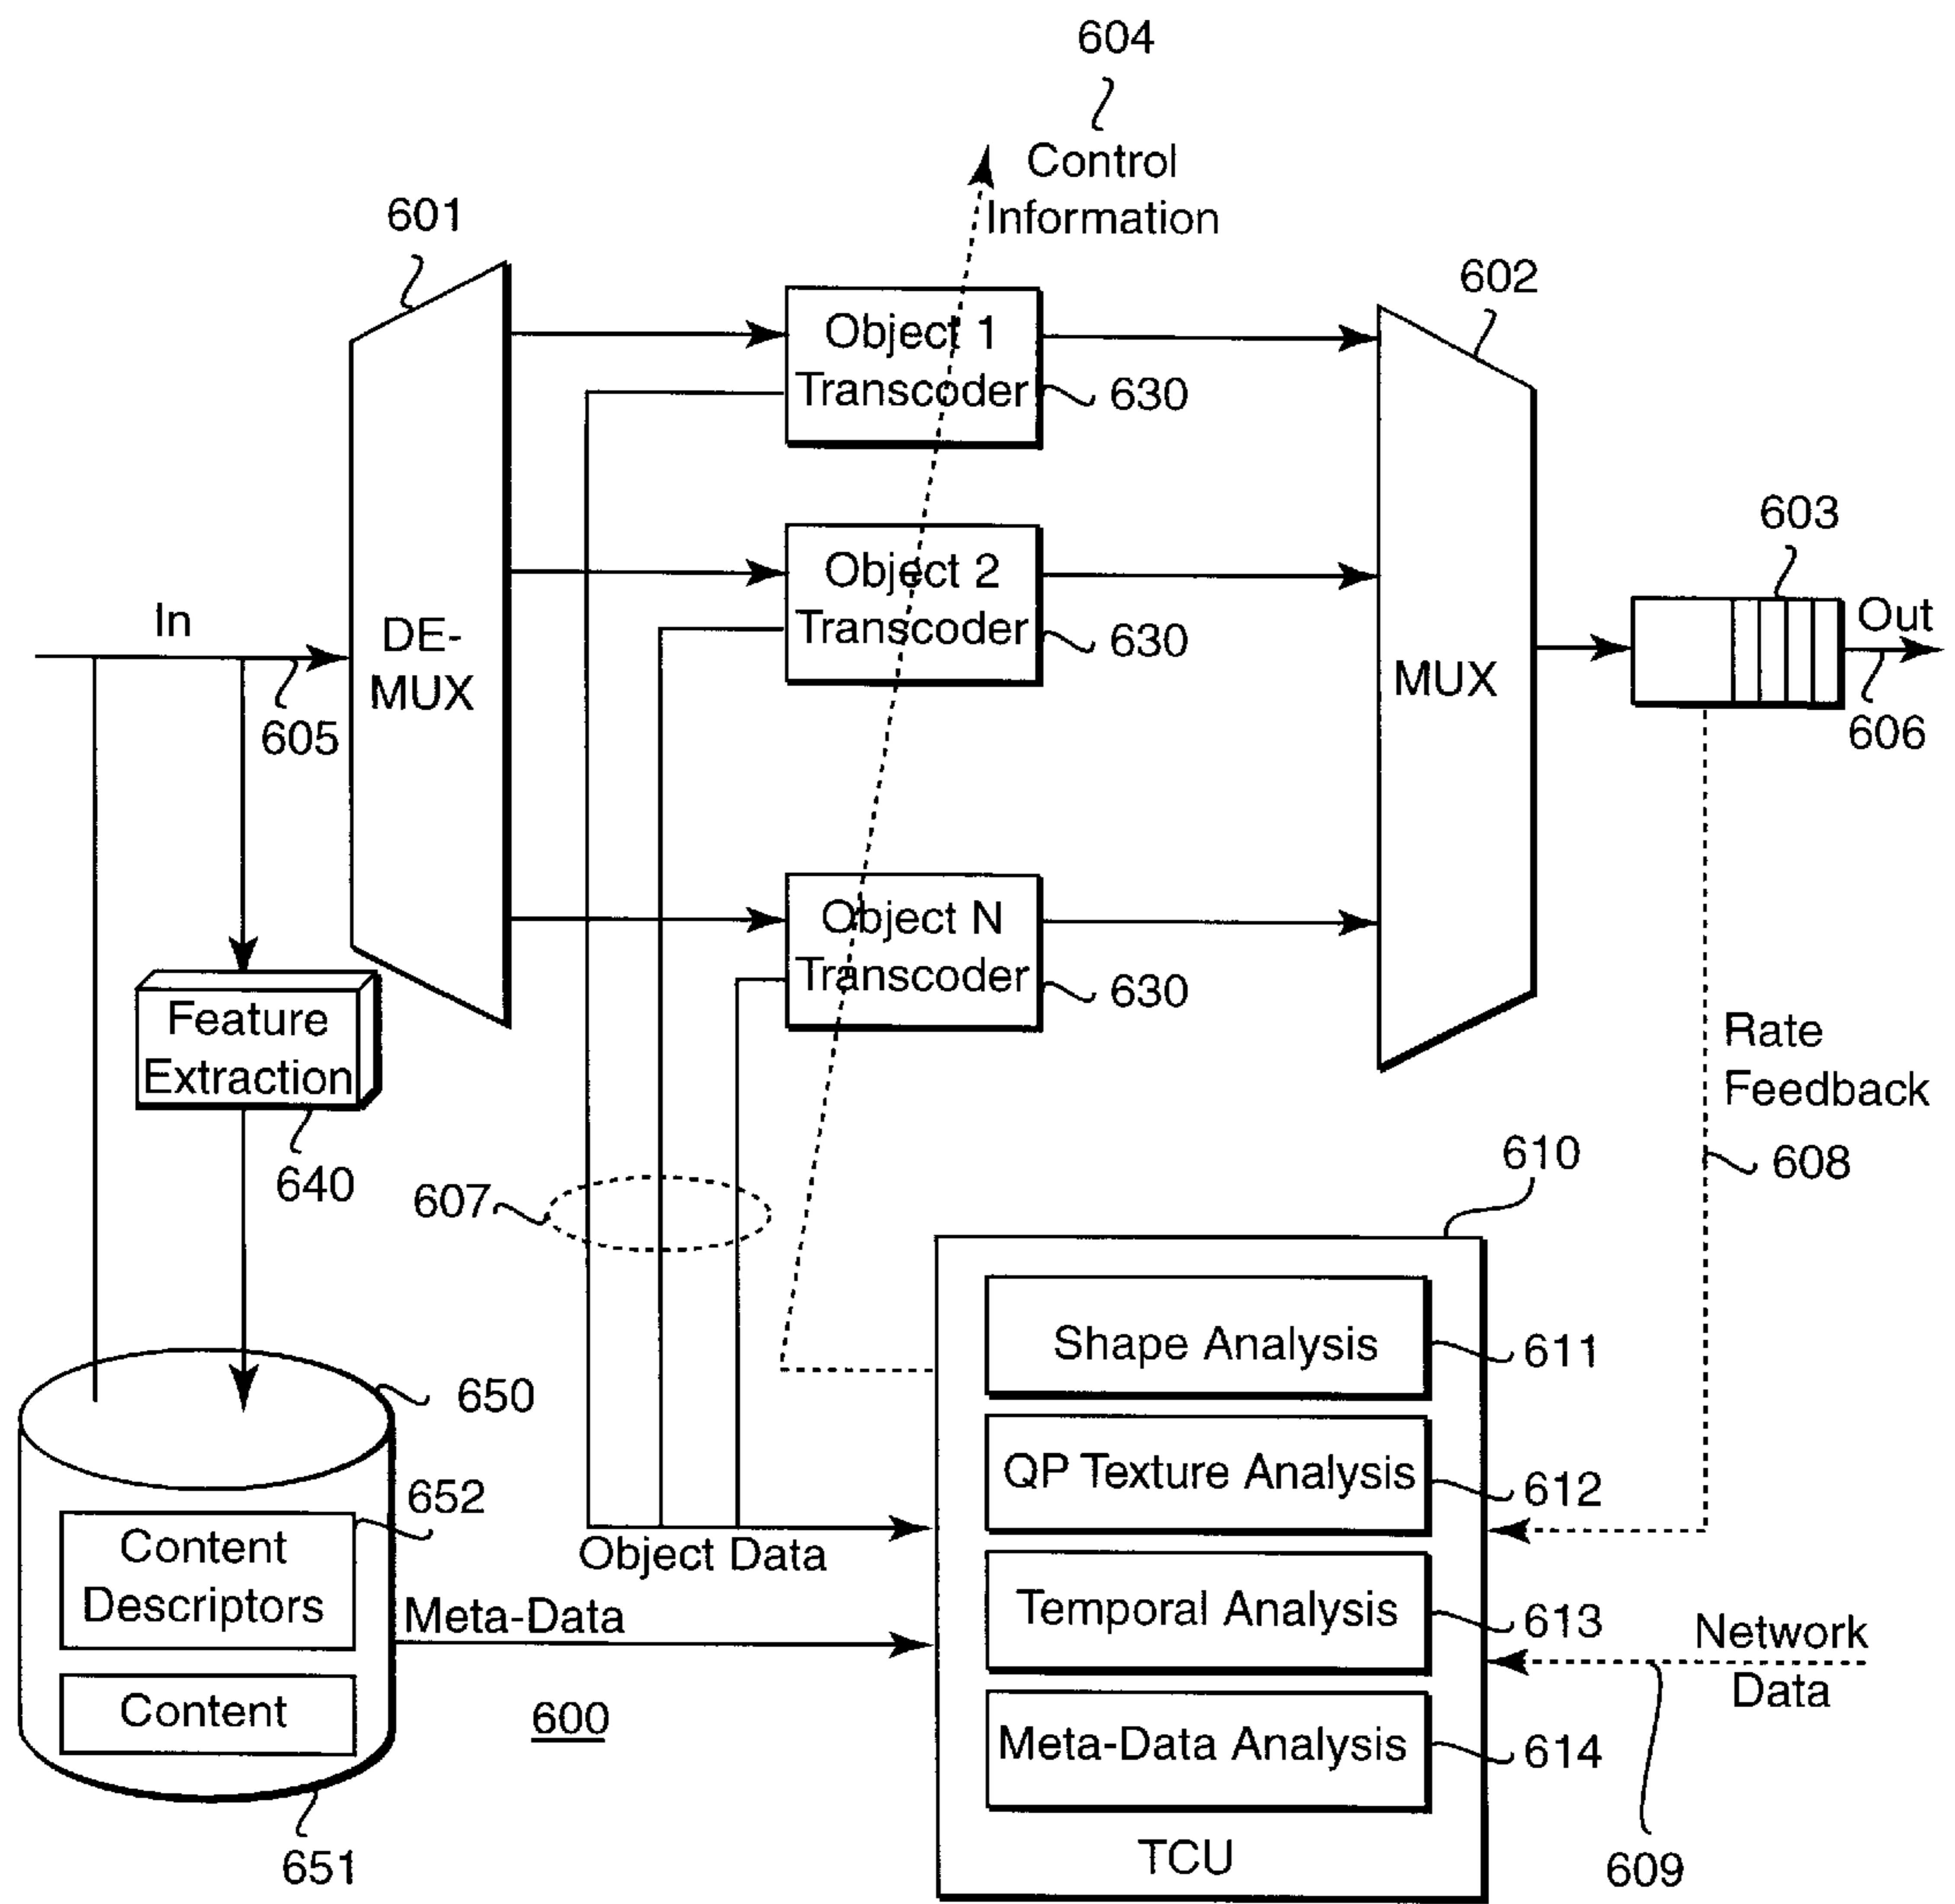 604
Control
Information
601
602
Object 1
Transcoder
630
603
Object 2
Transcoder
630
In
Out
DE-
MUX
MUX
605
606
Object N
Transcoder
630
Feature
Extraction
Rate
Feedback
640
607
610
608
Shape Analysis
611
650
652
QP Texture Analysis
612
Content
Descriptors
Object Data
Meta-Data
Temporal Analysis
613
Network
Data
Content
600
Meta-Data Analysis
614
TCU
651
609